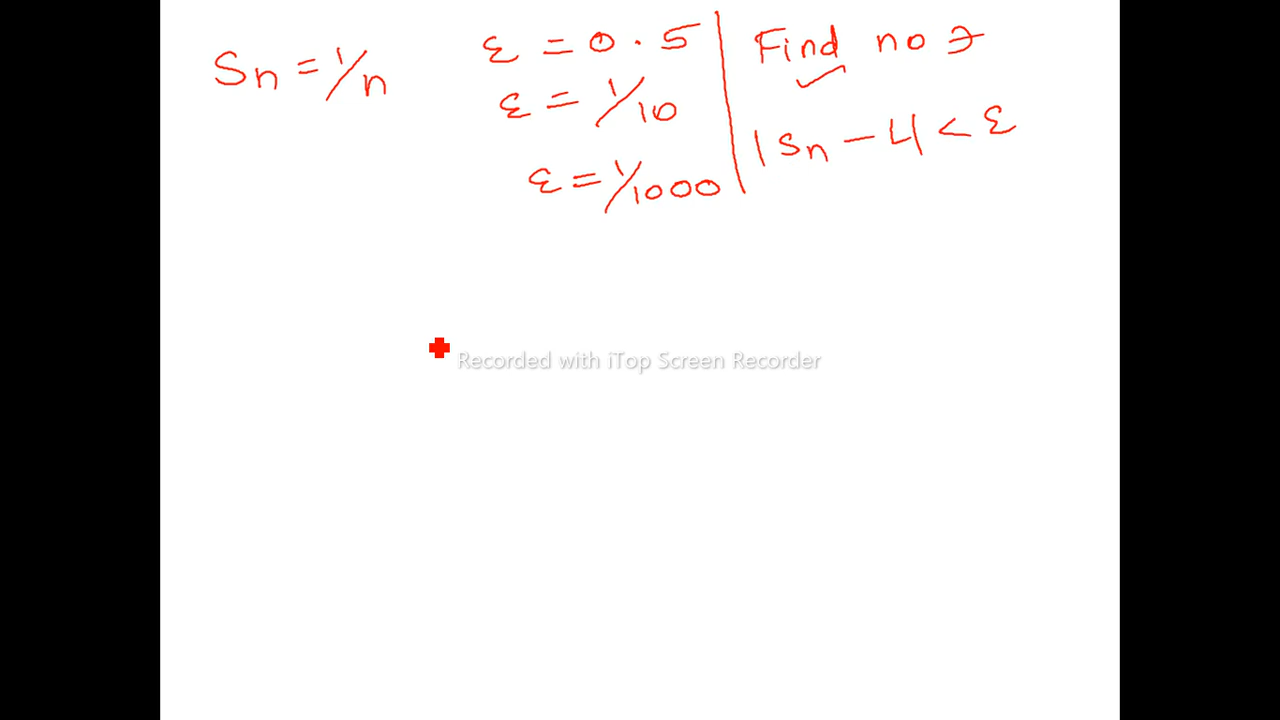 Sn = 1/n
ε = 0.5
ε = 1/10
ε = 1/1000
Find no ∋
|Sn - L| < ε
Recorded with iTop Screen Recorder